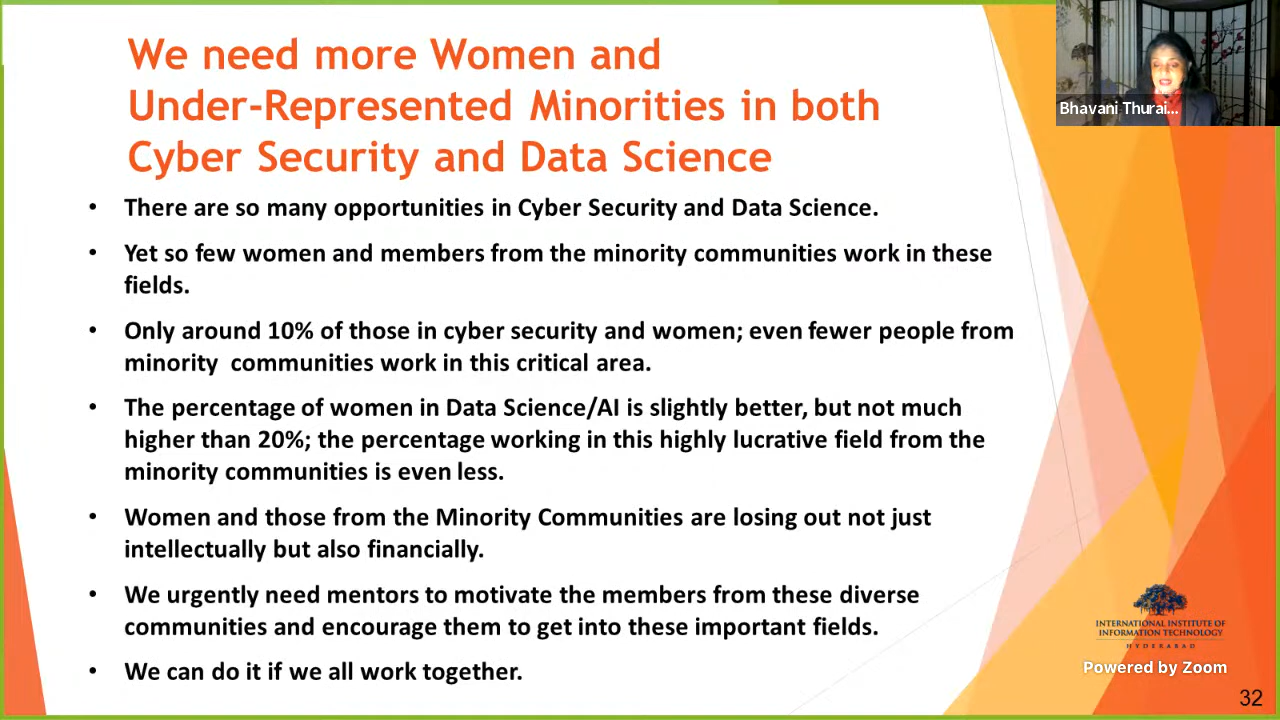 We need more Women and
Under-Represented Minorities in both
Cyber Security and Data Science
• There are so many opportunities in Cyber Security and Data Science.
• Yet so few women and members from the minority communities work in these
fields.
• Only around 10% of those in cyber security and women; even fewer people from
minority communities work in this critical area.
• The percentage of women in Data Science/AI is slightly better, but not much
higher than 20%; the percentage working in this highly lucrative field from the
minority communities is even less.
• Women and those from the Minority Communities are losing out not just
intellectually but also financially.
• We urgently need mentors to motivate the members from these diverse
communities and encourage them to get into these important fields.
• We can do it if we all work together.
Bhavani Thurai...
INTERNATIONAL INSTITUTE OF
INFORMATION TECHNOLOGY
HYDERABAD
Powered by Zoom
32